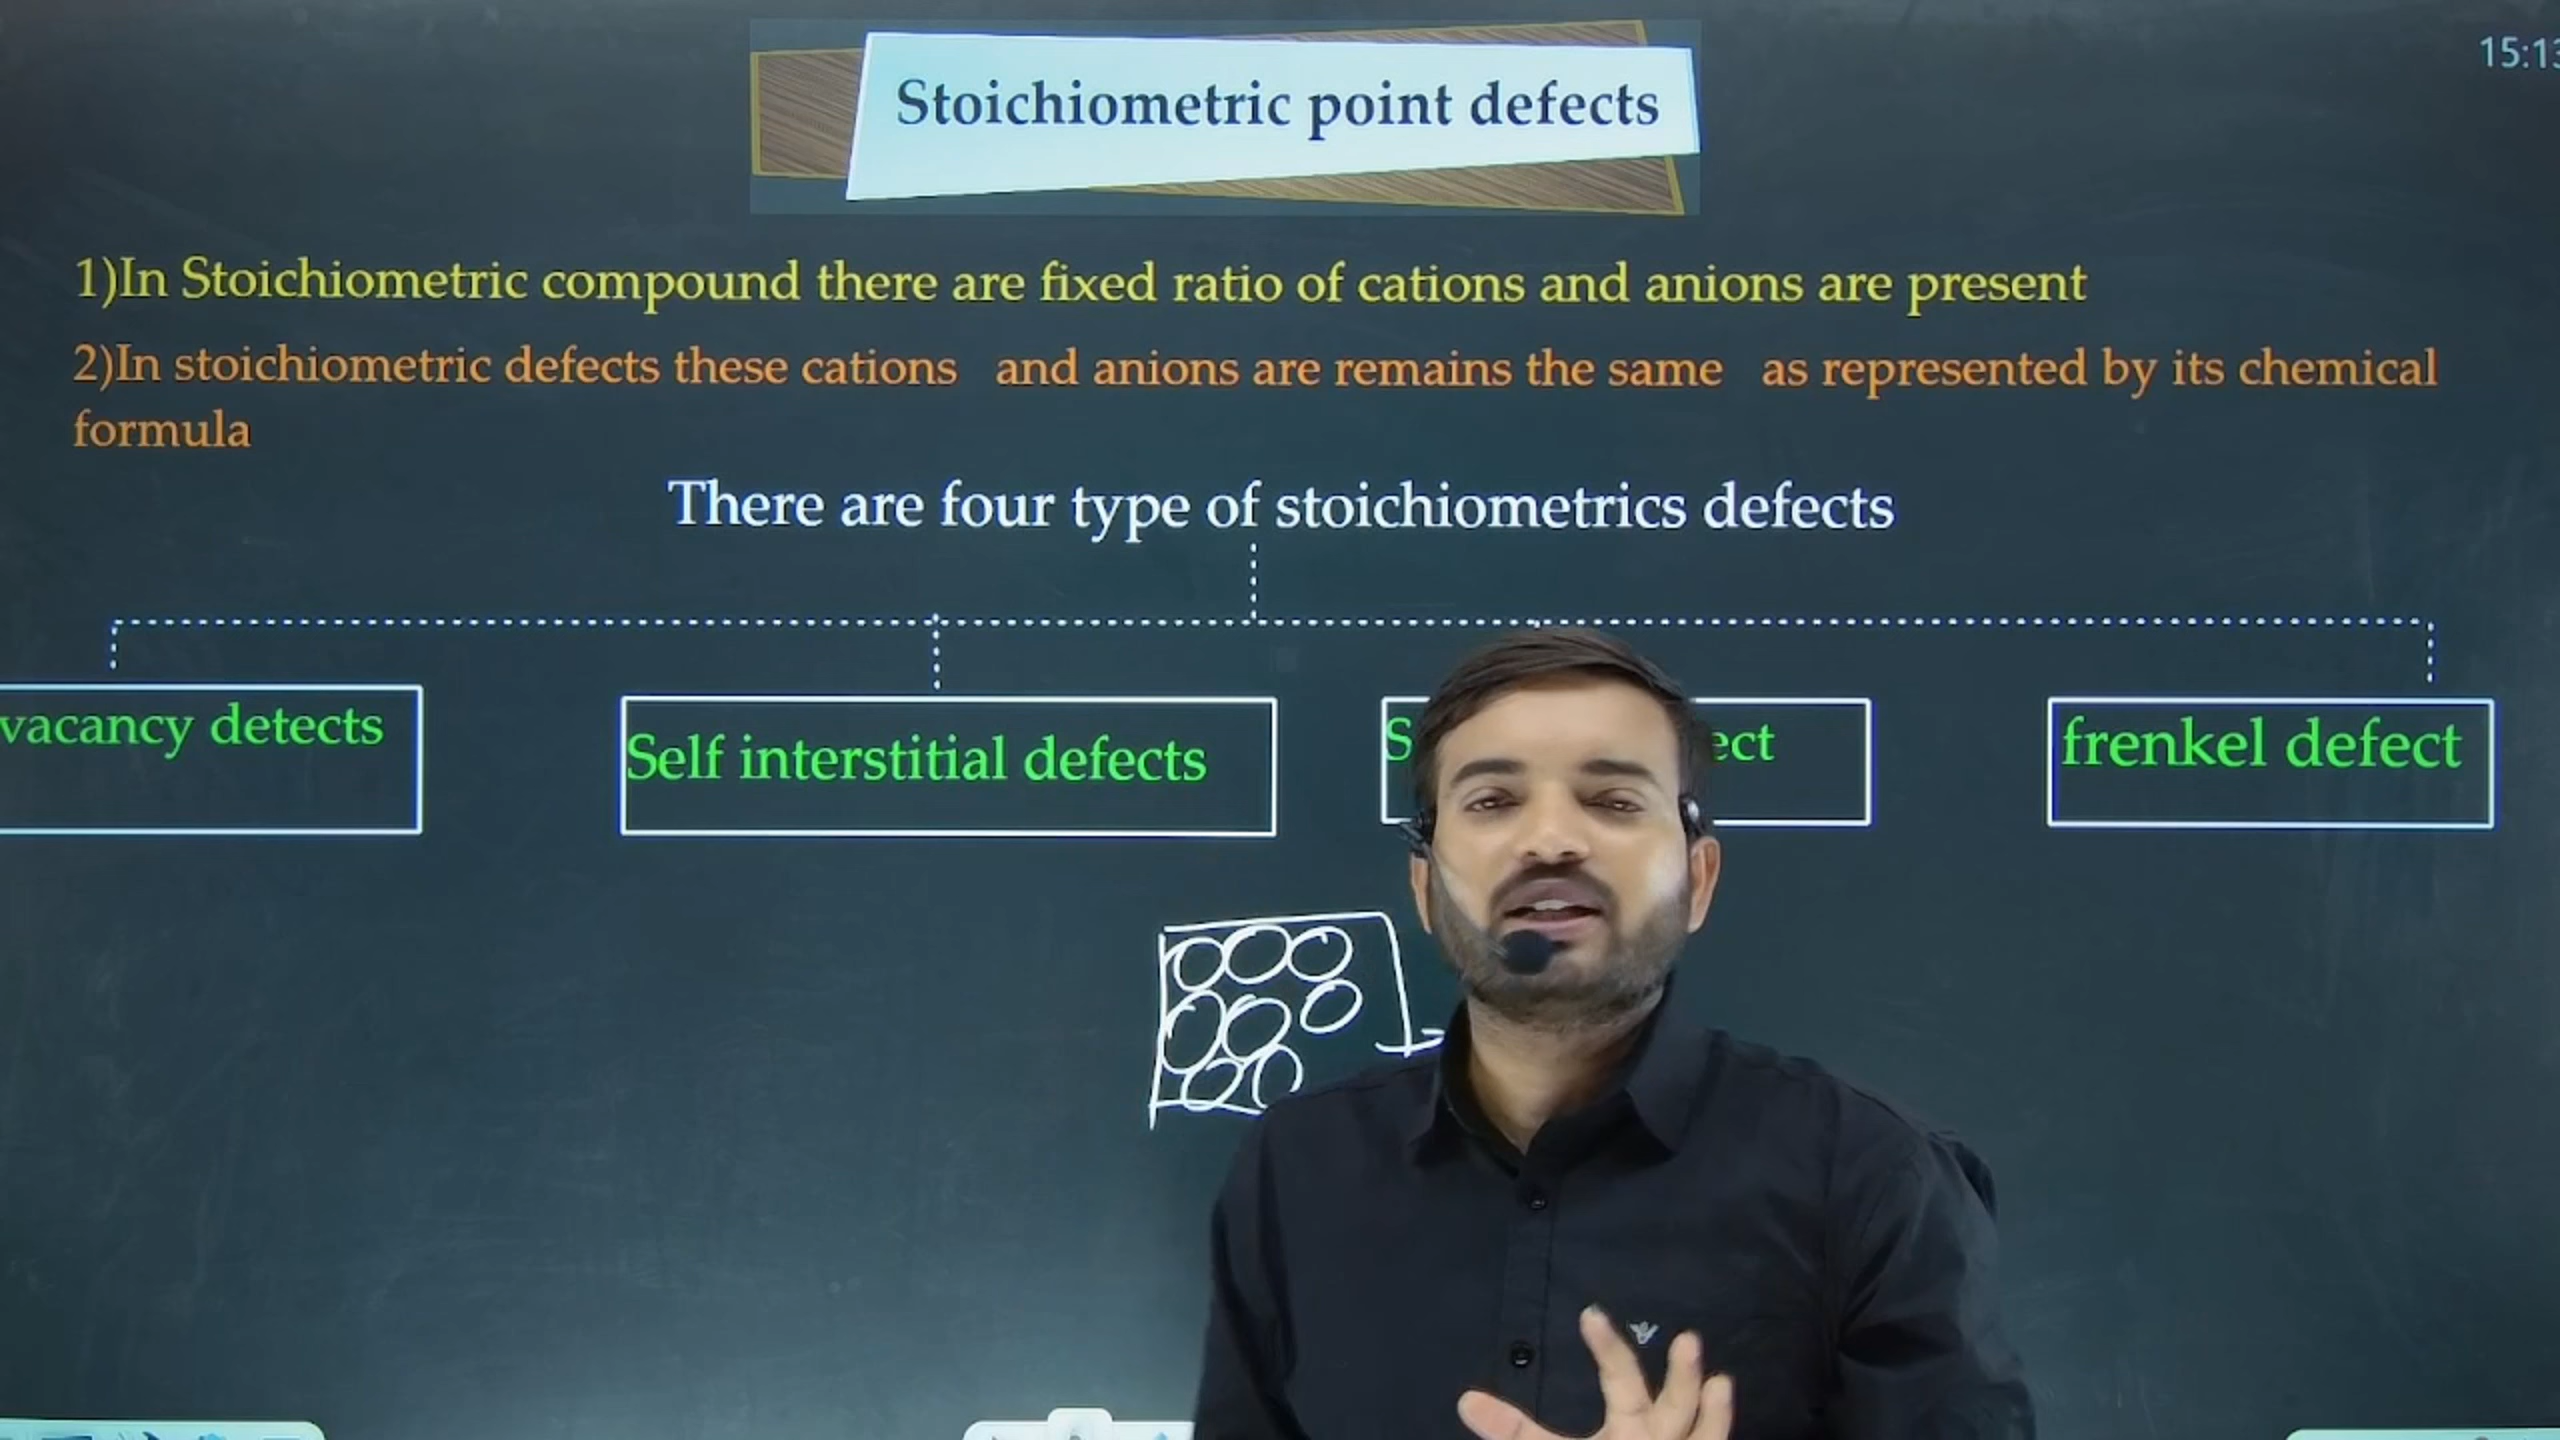 Stoichiometric point defects
15:13
1)In Stoichiometric compound there are fixed ratio of cations and anions are present
2)In stoichiometric defects these cations and anions are remains the same as represented by its chemical
formula
There are four type of stoichiometrics defects
vacancy detects
Self interstitial defects
frenkel defect